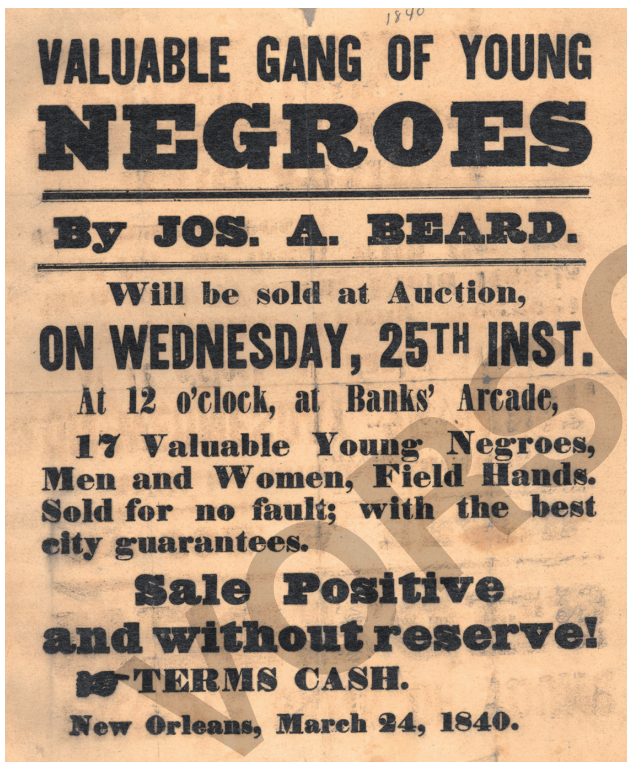 1840
VALUABLE GANG OF YOUNG
NEGROES
By JOS. A. BEARD.
Will be sold at Auction,
ON WEDNESDAY, 25TH INST.
At 12 o'clock, at Banks' Arcade,
17 Valuable Young Negroes,
Men and Women, Field Hands.
Sold for no fault; with the best
city guarantees.
Sale Positive
and without reserve!
TERMS CASH.
New Orleans, March 24, 1840.
VORSC